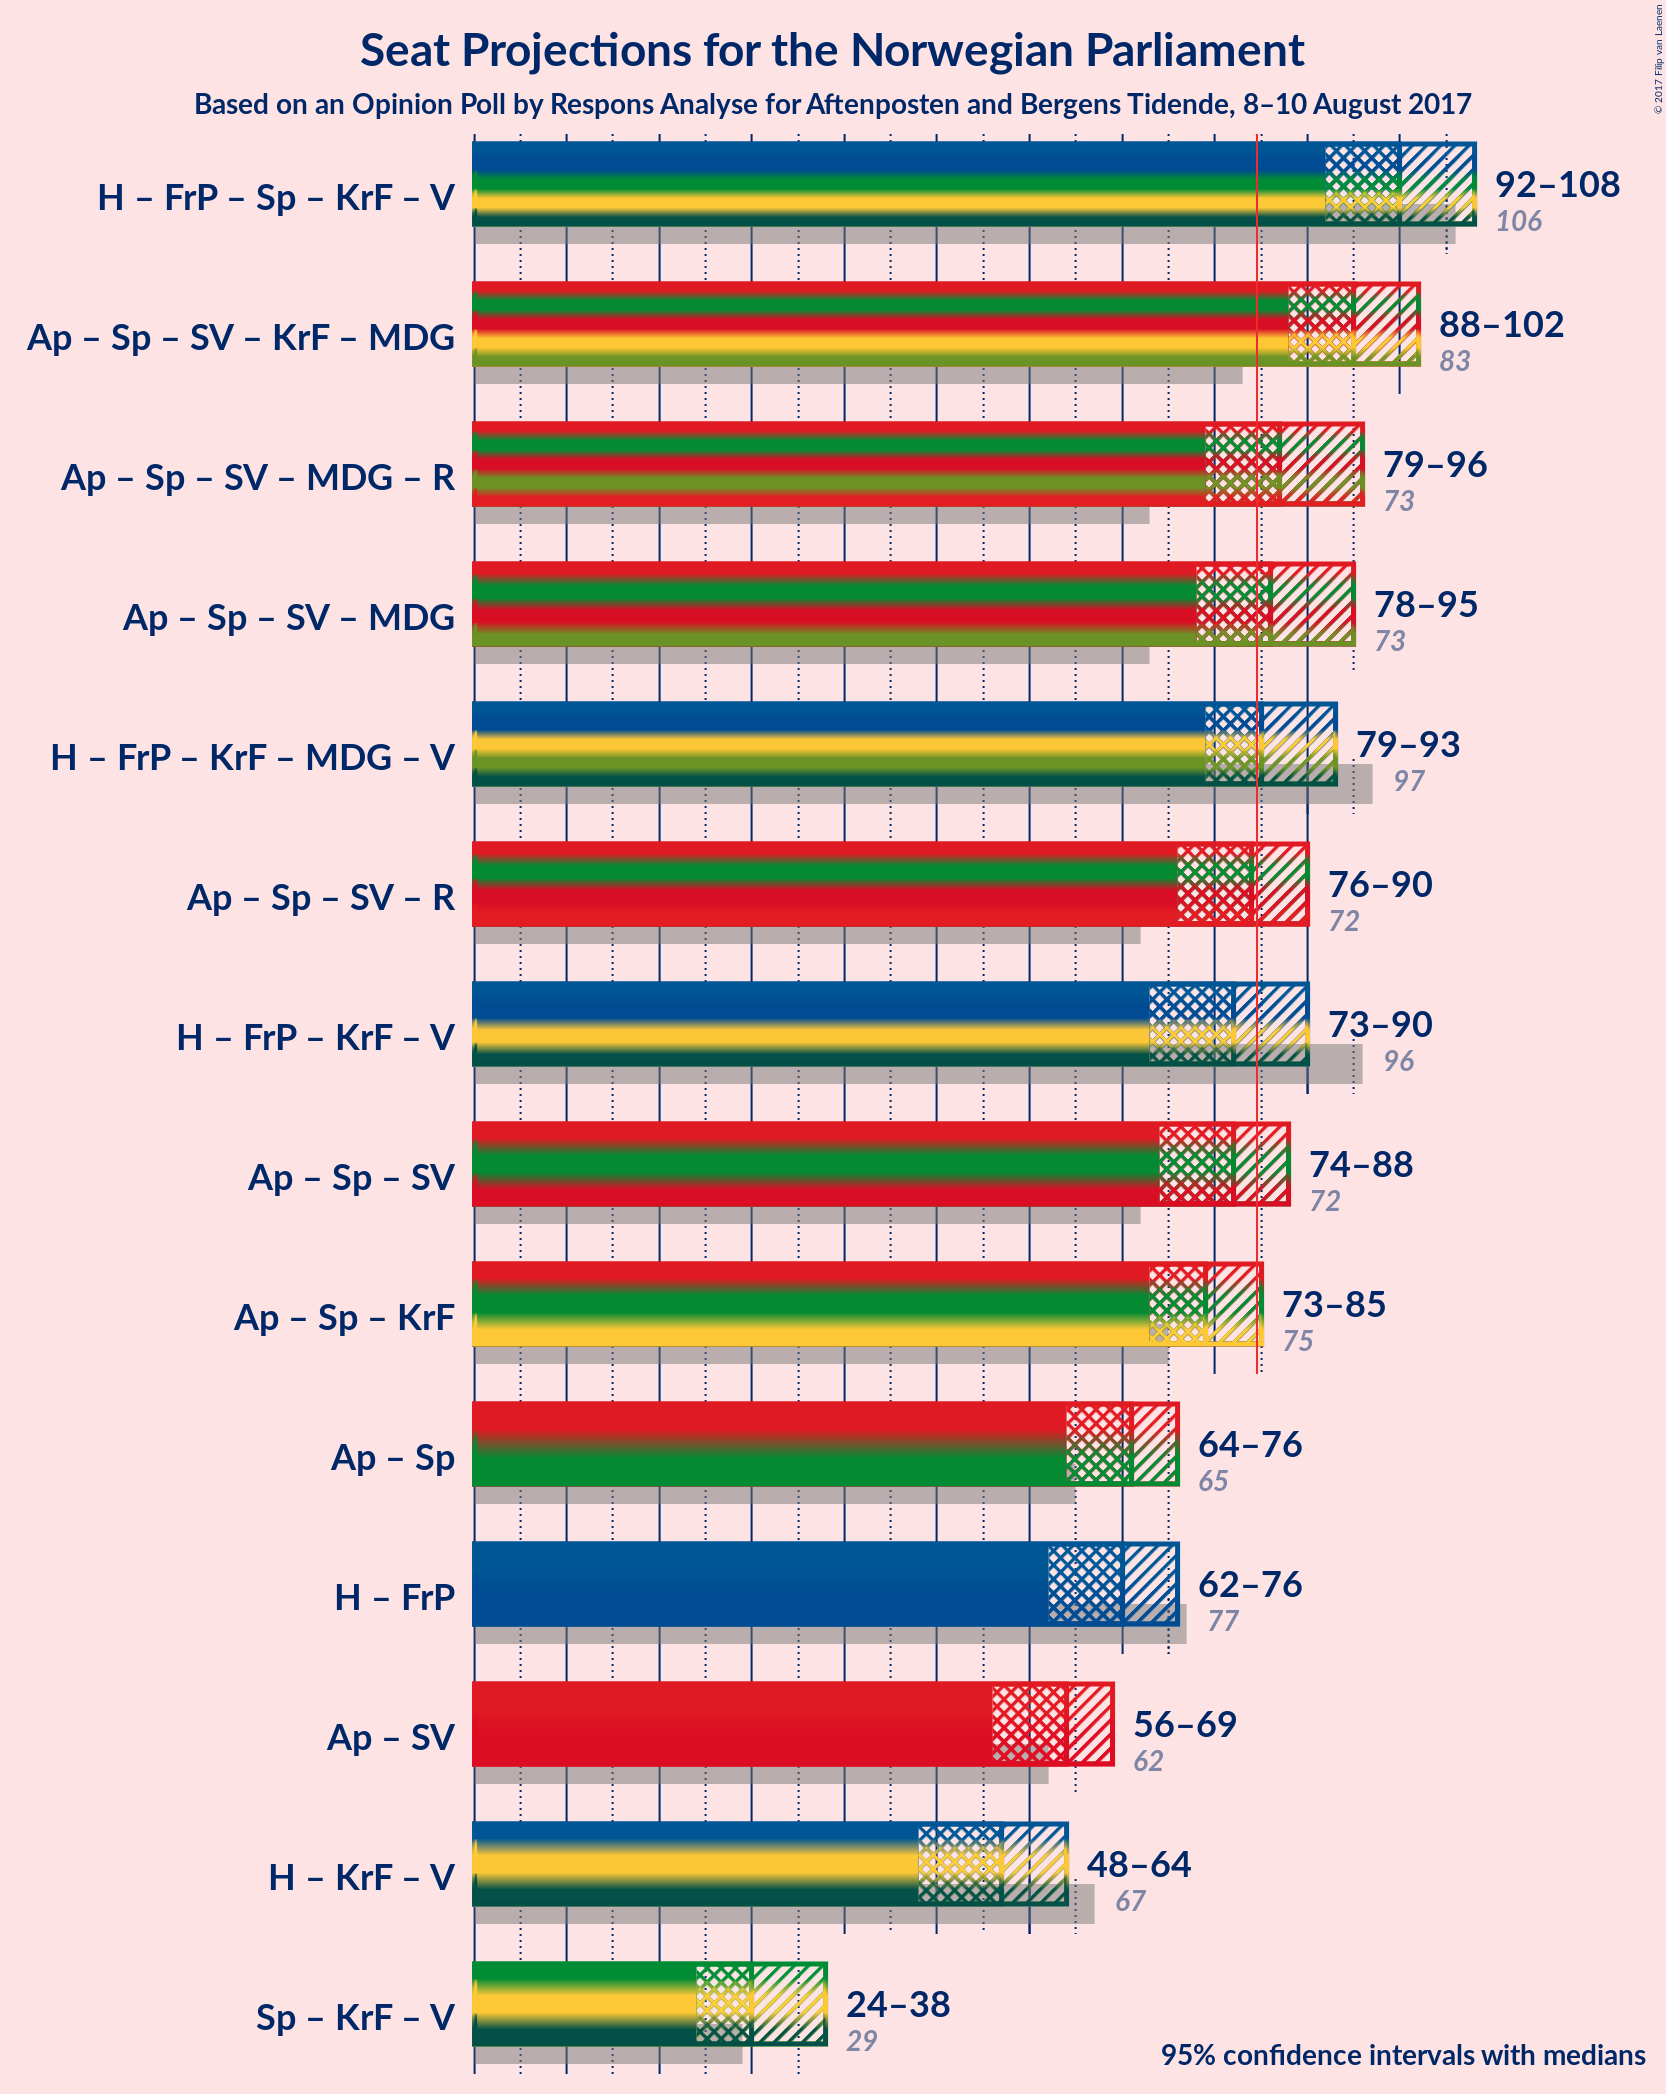 Seat Projections for the Norwegian Parliament
Based on an Opinion Poll by Respons Analyse for Aftenposten and Bergens Tidende, 8–10 August 2017
© 2017 Filip van Laenen
H – FrP – Sp – KrF – V
92–108
106
Ap – Sp – SV – KrF – MDG
88–102
83
Ap – Sp – SV – MDG – R
79–96
73
Ap – Sp – SV – MDG
78–95
73
H – FrP – KrF – MDG – V
79–93
97
Ap – Sp – SV – R
76–90
72
H – FrP – KrF – V
73–90
96
Ap – Sp – SV
74–88
72
Ap – Sp – KrF
73–85
75
Ap – Sp
64–76
65
H – FrP
62–76
77
Ap – SV
56–69
62
H – KrF – V
48–64
67
Sp – KrF – V
24–38
29
95% confidence intervals with medians